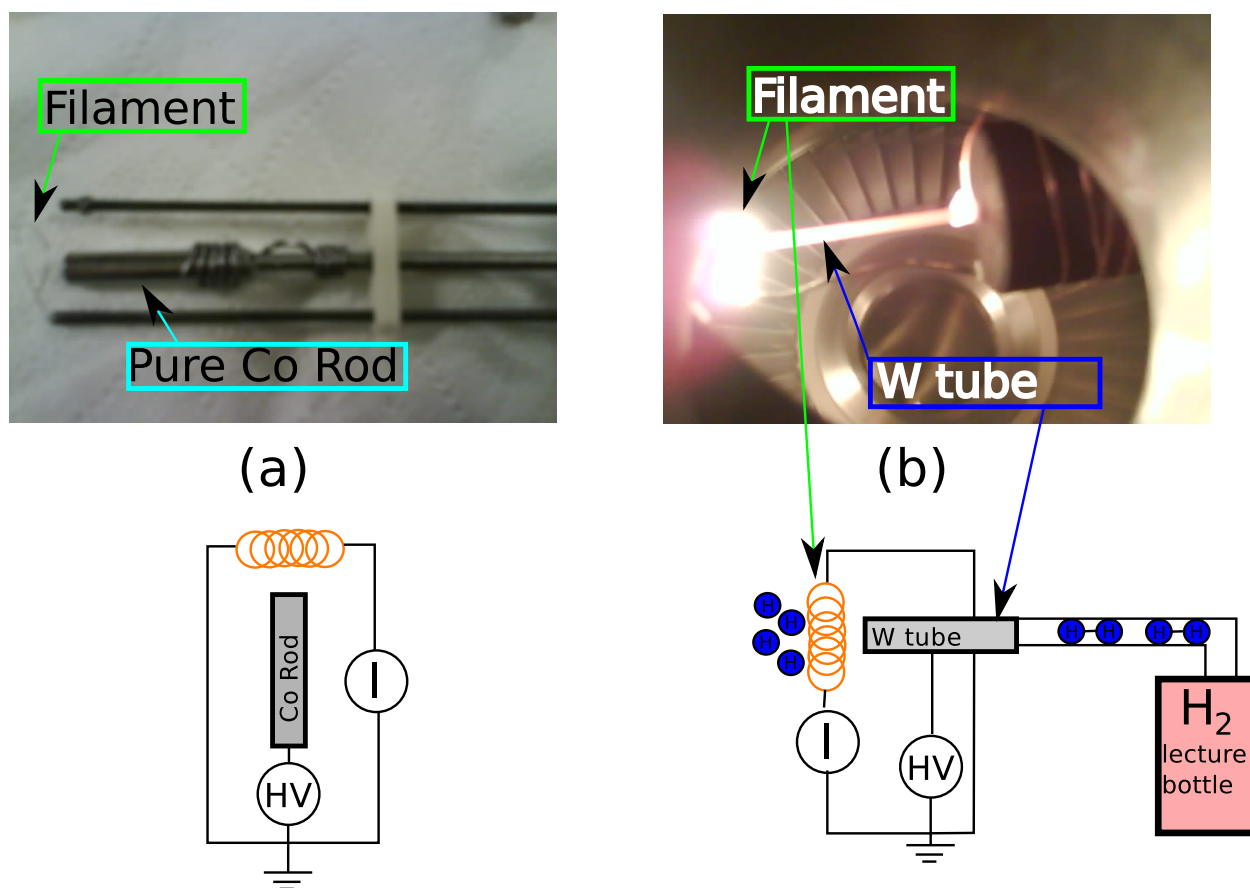 Filament
Pure Co Rod
(a)
Filament
W tube
(b)
Co Rod
I
HV
H
H
H
H
W tube
H
H
H
H
I
HV
H2
lecture
bottle